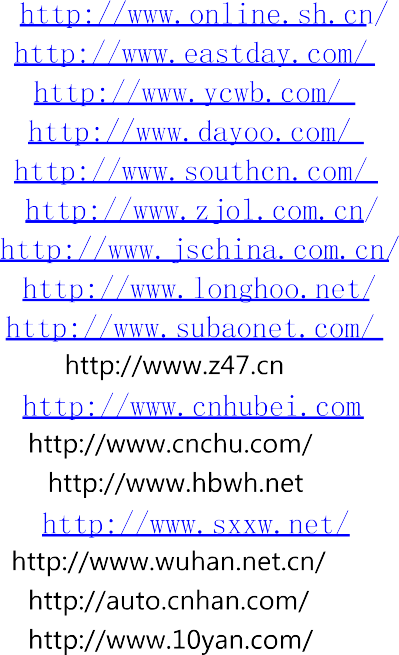 http://www.online.sh.cn/
http://www.eastday.com/
http://www.ycwb.com/
http://www.dayoo.com/
http://www.southcn.com/
http://www.zjol.com.cn/
http://www.jschina.com.cn/
http://www.longhoo.net/
http://www.subaonet.com/
http://www.z47.cn
http://www.cnhubei.com
http://www.cnchu.com/
http://www.hbwh.net
http://www.sxxw.net/
http://www.wuhan.net.cn/
http://auto.cnhan.com/
http://www.10yan.com/